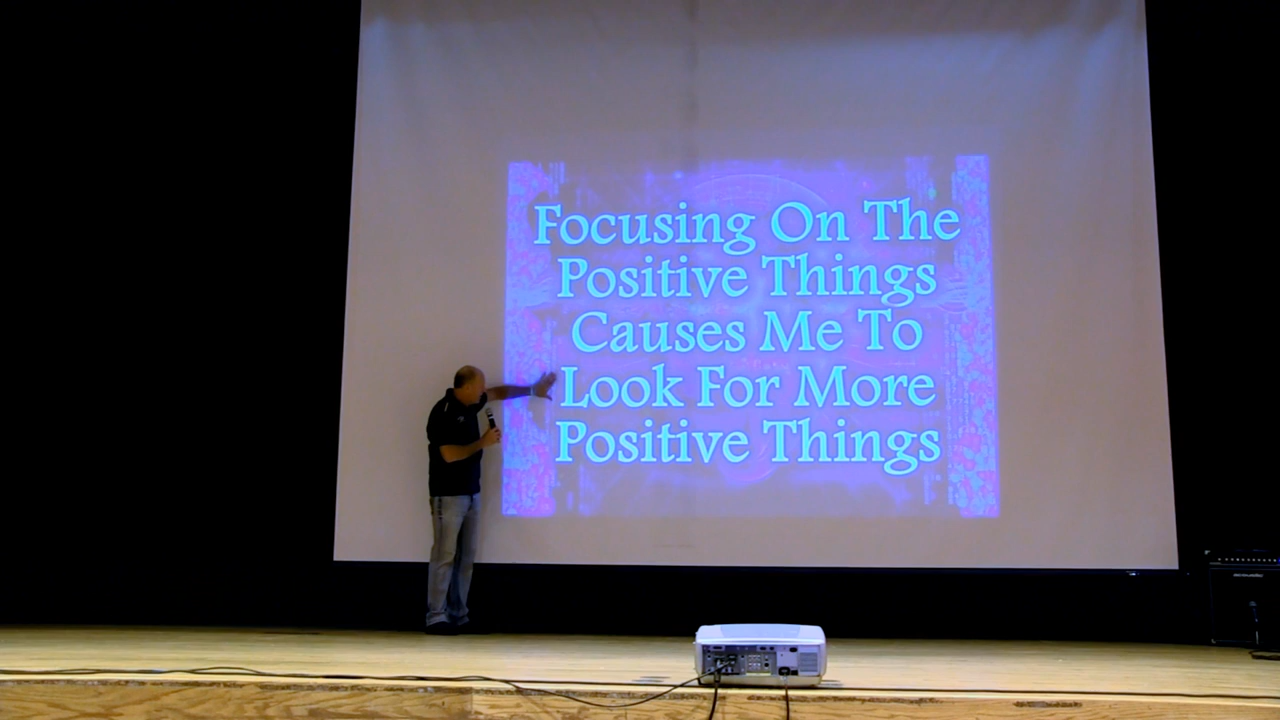 Focusing On The
Positive Things
Causes Me To
Look For More
Positive Things